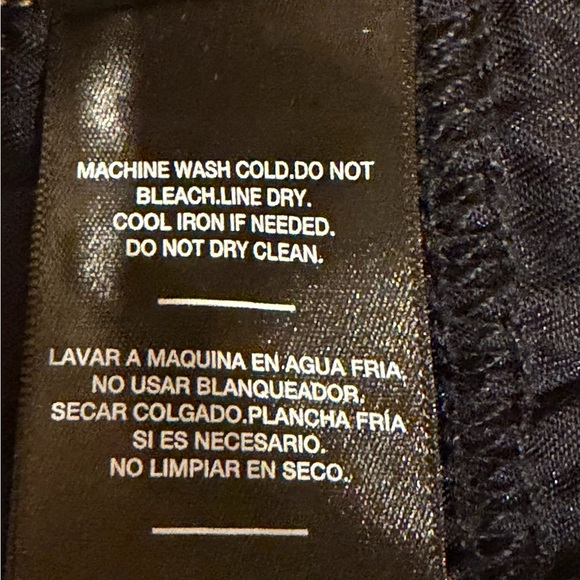 MACHINE WASH COLD.DO NOT
BLEACH.LINE DRY.
COOL IRON IF NEEDED.
DO NOT DRY CLEAN.
LAVAR A MAQUINA EN AGUA FRIA.
NO USAR BLANQUEADOR.
SECAR COLGADO.PLANCHA FRÍA
SI ES NECESARIO.
NO LIMPIAR EN SECO.